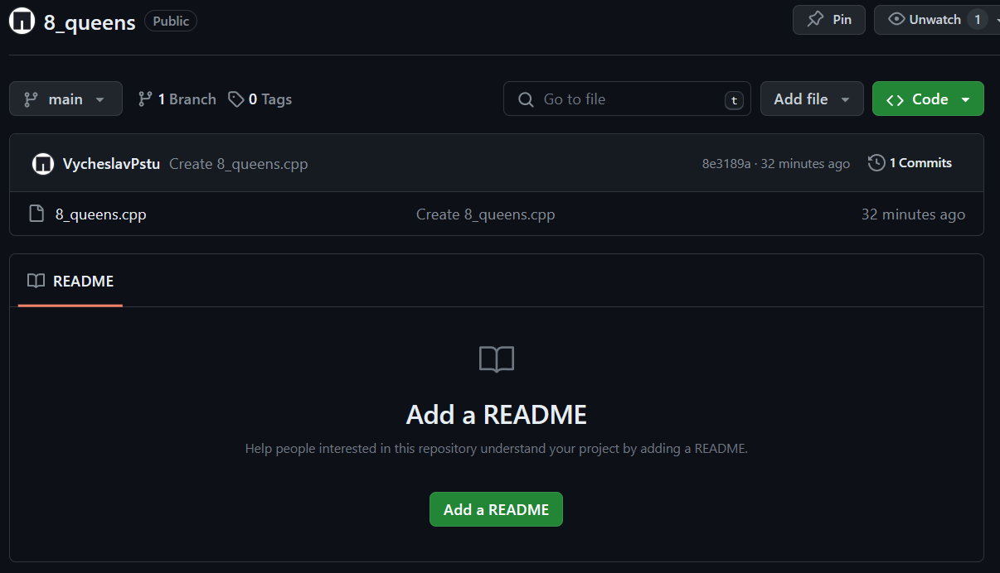 8_queens Public Pin Unwatch 1
main 1 Branch 0 Tags Go to file t Add file Code
VycheslavPstu Create 8_queens.cpp 8e3189a · 32 minutes ago 1 Commits
8_queens.cpp Create 8_queens.cpp 32 minutes ago
README
Add a README
Help people interested in this repository understand your project by adding a README.
Add a README